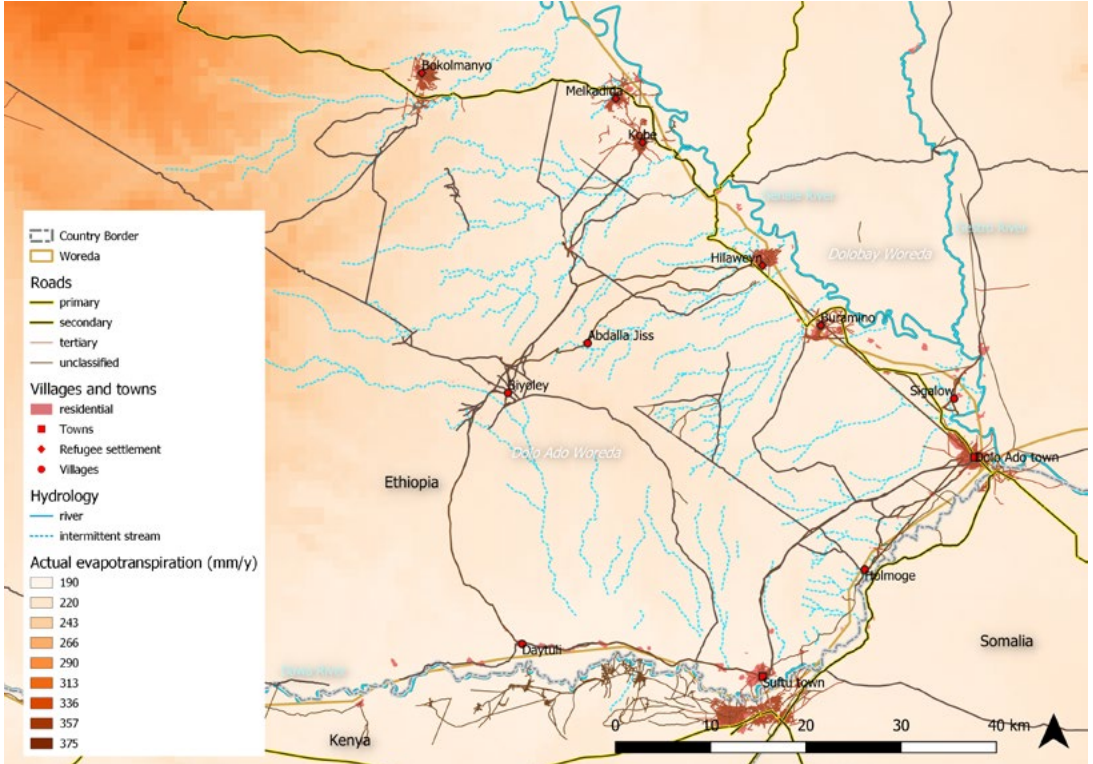 Bokolmanyo
Melkadida
Kobe
Genale River
Hilaweyn
Dolobay Woreda
Buramino
Abdalla Jiss
Biyoley
Sigalow
Dolo Ado Woreda
Dolo Ado town
Ethiopia
Holmoge
Daytuli
Somalia
Suftu town
Kenya
0 10 20 30 40 km
Country Border
Woreda
Roads
primary
secondary
tertiary
unclassified
Villages and towns
residential
Towns
Refugee settlement
Villages
Hydrology
river
intermittent stream
Actual evapotranspiration (mm/y)
190
220
243
266
290
313
336
357
375